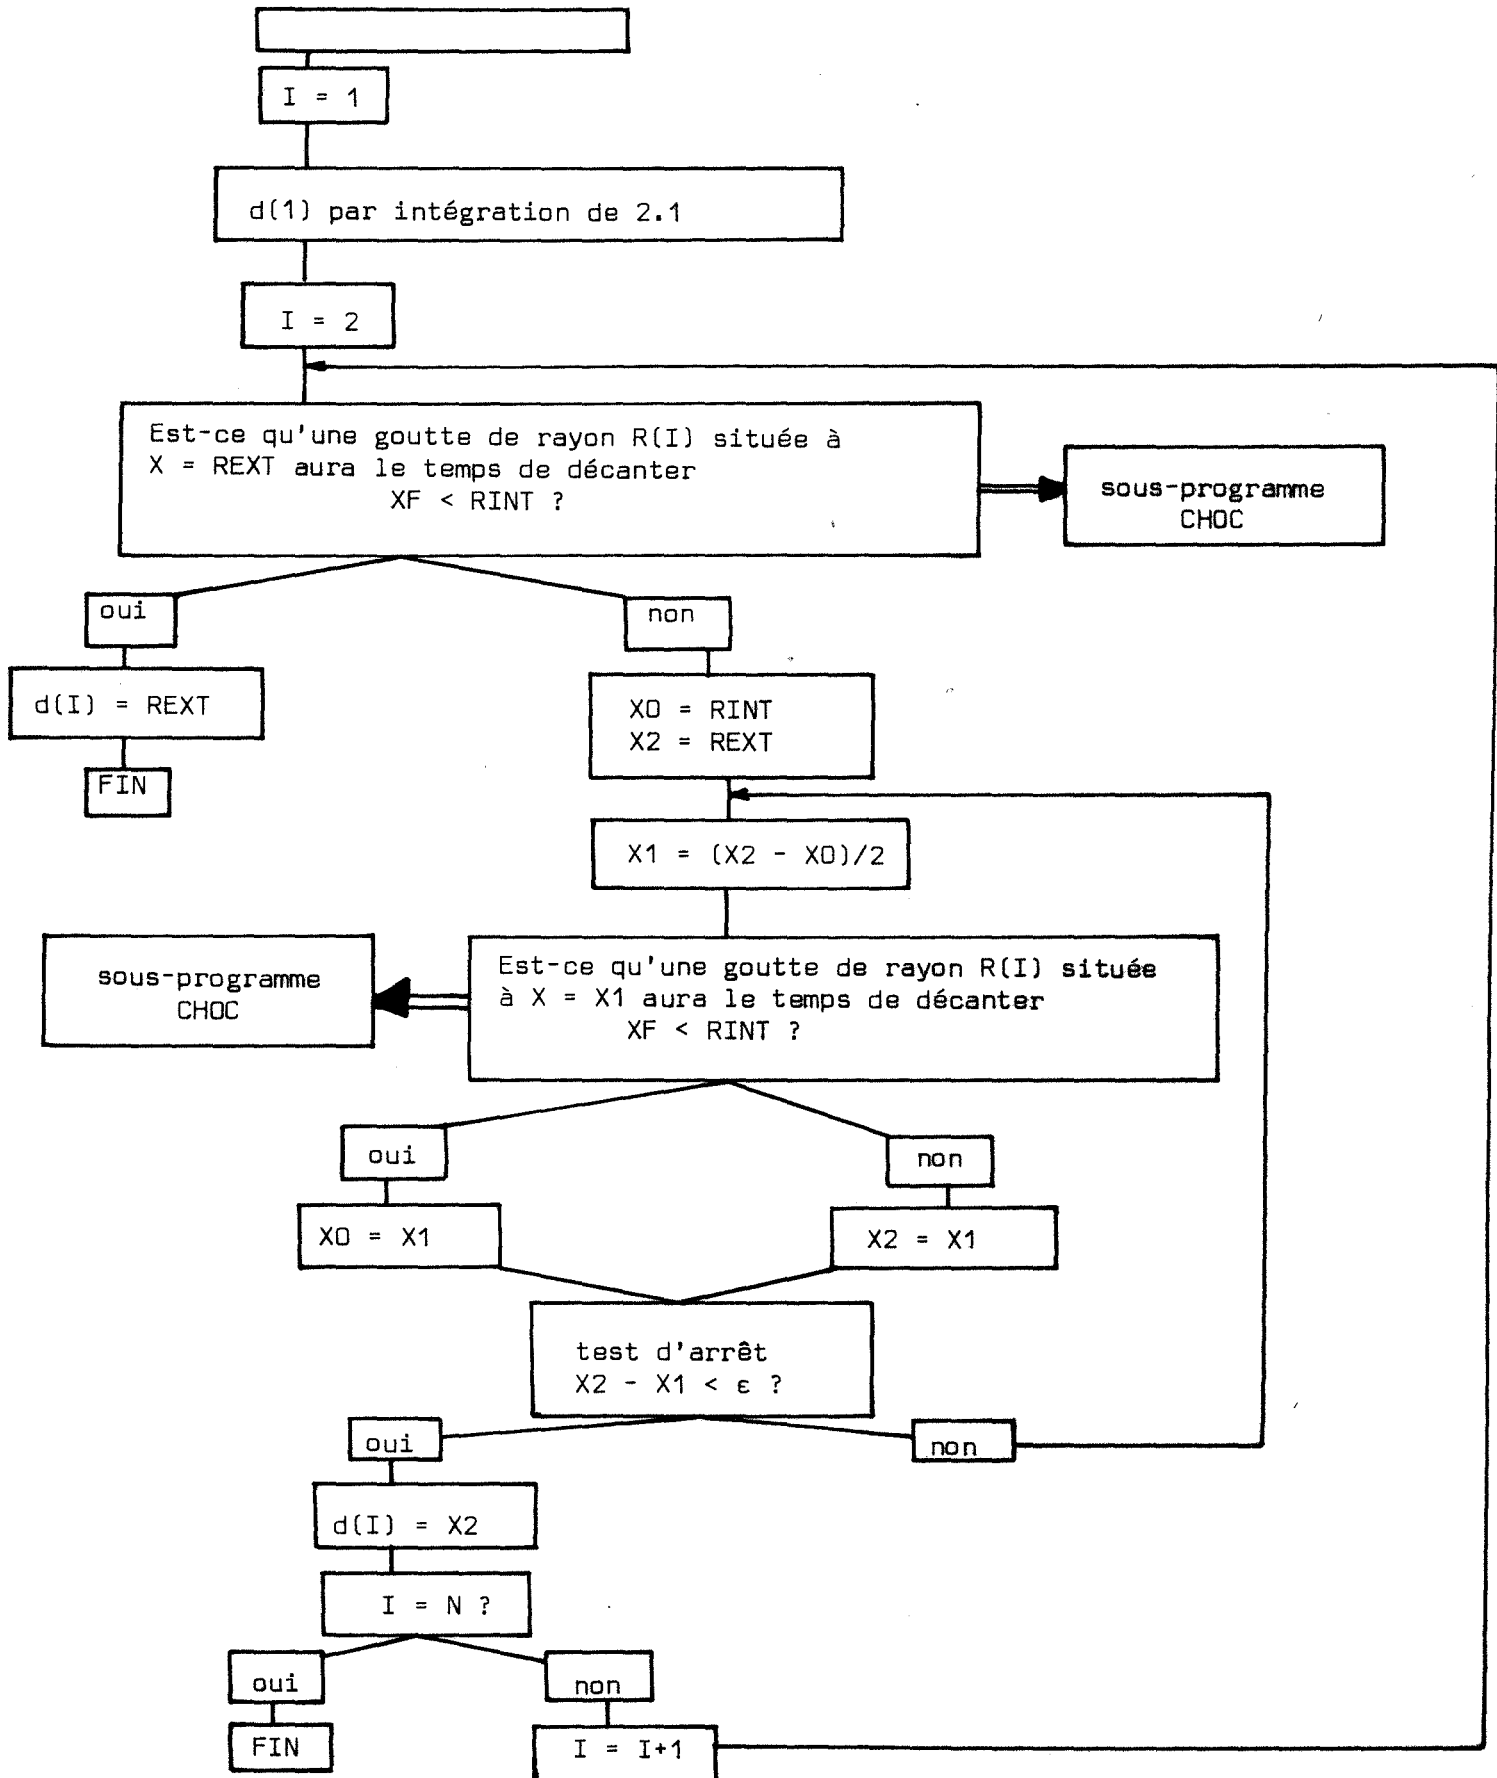 I = 1
d(1) par intégration de 2.1
I = 2
Est-ce qu'une goutte de rayon R(I) située à
X = REXT aura le temps de décanter
XF < RINT ?
sous-programme
CHOC
oui
non
d(I) = REXT
X0 = RINT
X2 = REXT
FIN
X1 = (X2 - X0)/2
sous-programme
CHOC
Est-ce qu'une goutte de rayon R(I) située
à X = X1 aura le temps de décanter
XF < RINT ?
oui
non
X0 = X1
X2 = X1
test d'arrêt
X2 - X1 < ε ?
oui
non
d(I) = X2
I = N ?
oui
non
FIN
I = I+1